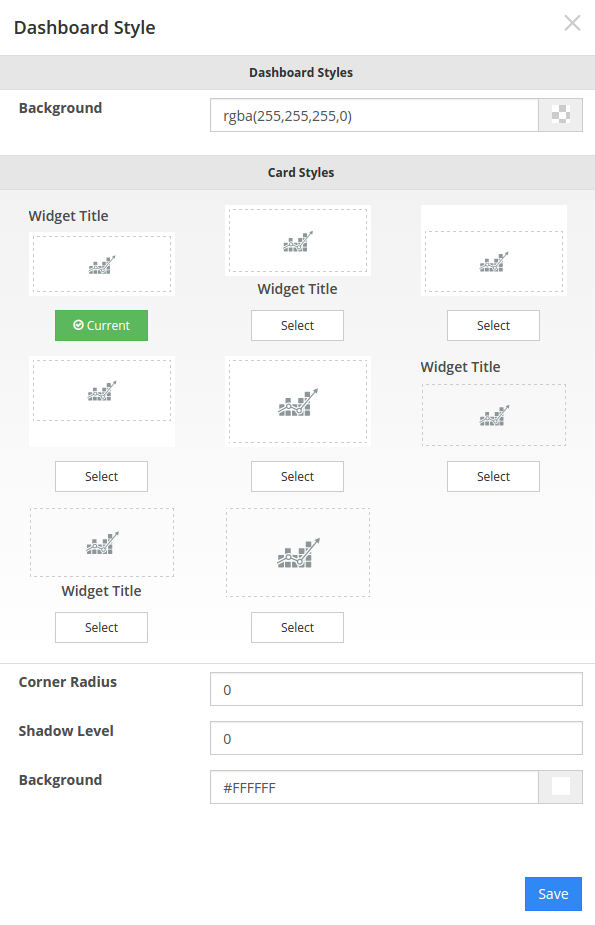 Dashboard Style
Dashboard Styles
Background
rgba(255,255,255,0)
Card Styles
Widget Title
Widget Title
Current
Select
Select
Widget Title
Select
Select
Select
Widget Title
Select
Select
Corner Radius
0
Shadow Level
0
Background
#FFFFFF
Save